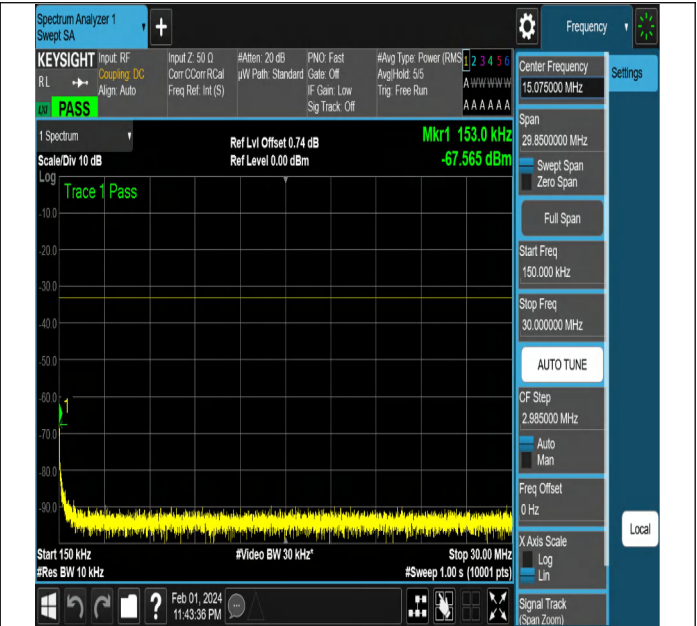 Spectrum Analyzer 1
Swept SA
+
Frequency
KEYSIGHT
Input: RF
Coupling: DC
Align: Auto
Input Z: 50 Ω
Corr CCorr RCal
Freq Ref: Int (S)
#Atten: 20 dB
µW Path: Standard
PNO: Fast
Gate: Off
IF Gain: Low
Sig Track: Off
#Avg Type: Power (RMS
Avg|Hold: 5/5
Trig: Free Run
1 2 3 4 5 6
A W W W W W
A A A A A A
R L
LXI PASS
1 Spectrum
Scale/Div 10 dB
Ref Lvl Offset 0.74 dB
Ref Level 0.00 dBm
Mkr1 153.0 kHz
-67.565 dBm
Log
Trace 1 Pass
-10.0
-20.0
-30.0
-40.0
-50.0
-60.0
1
-70.0
-80.0
-90.0
Start 150 kHz
#Res BW 10 kHz
#Video BW 30 kHz*
Stop 30.00 MHz
#Sweep 1.00 s (10001 pts)
?
Feb 01, 2024
11:43:36 PM
Center Frequency
15.075000 MHz
Settings
Span
29.8500000 MHz
Swept Span
Zero Span
Full Span
Start Freq
150.000 kHz
Stop Freq
30.000000 MHz
AUTO TUNE
CF Step
2.985000 MHz
Auto
Man
Freq Offset
0 Hz
X Axis Scale
Log
Lin
Local
Signal Track
(Span Zoom)